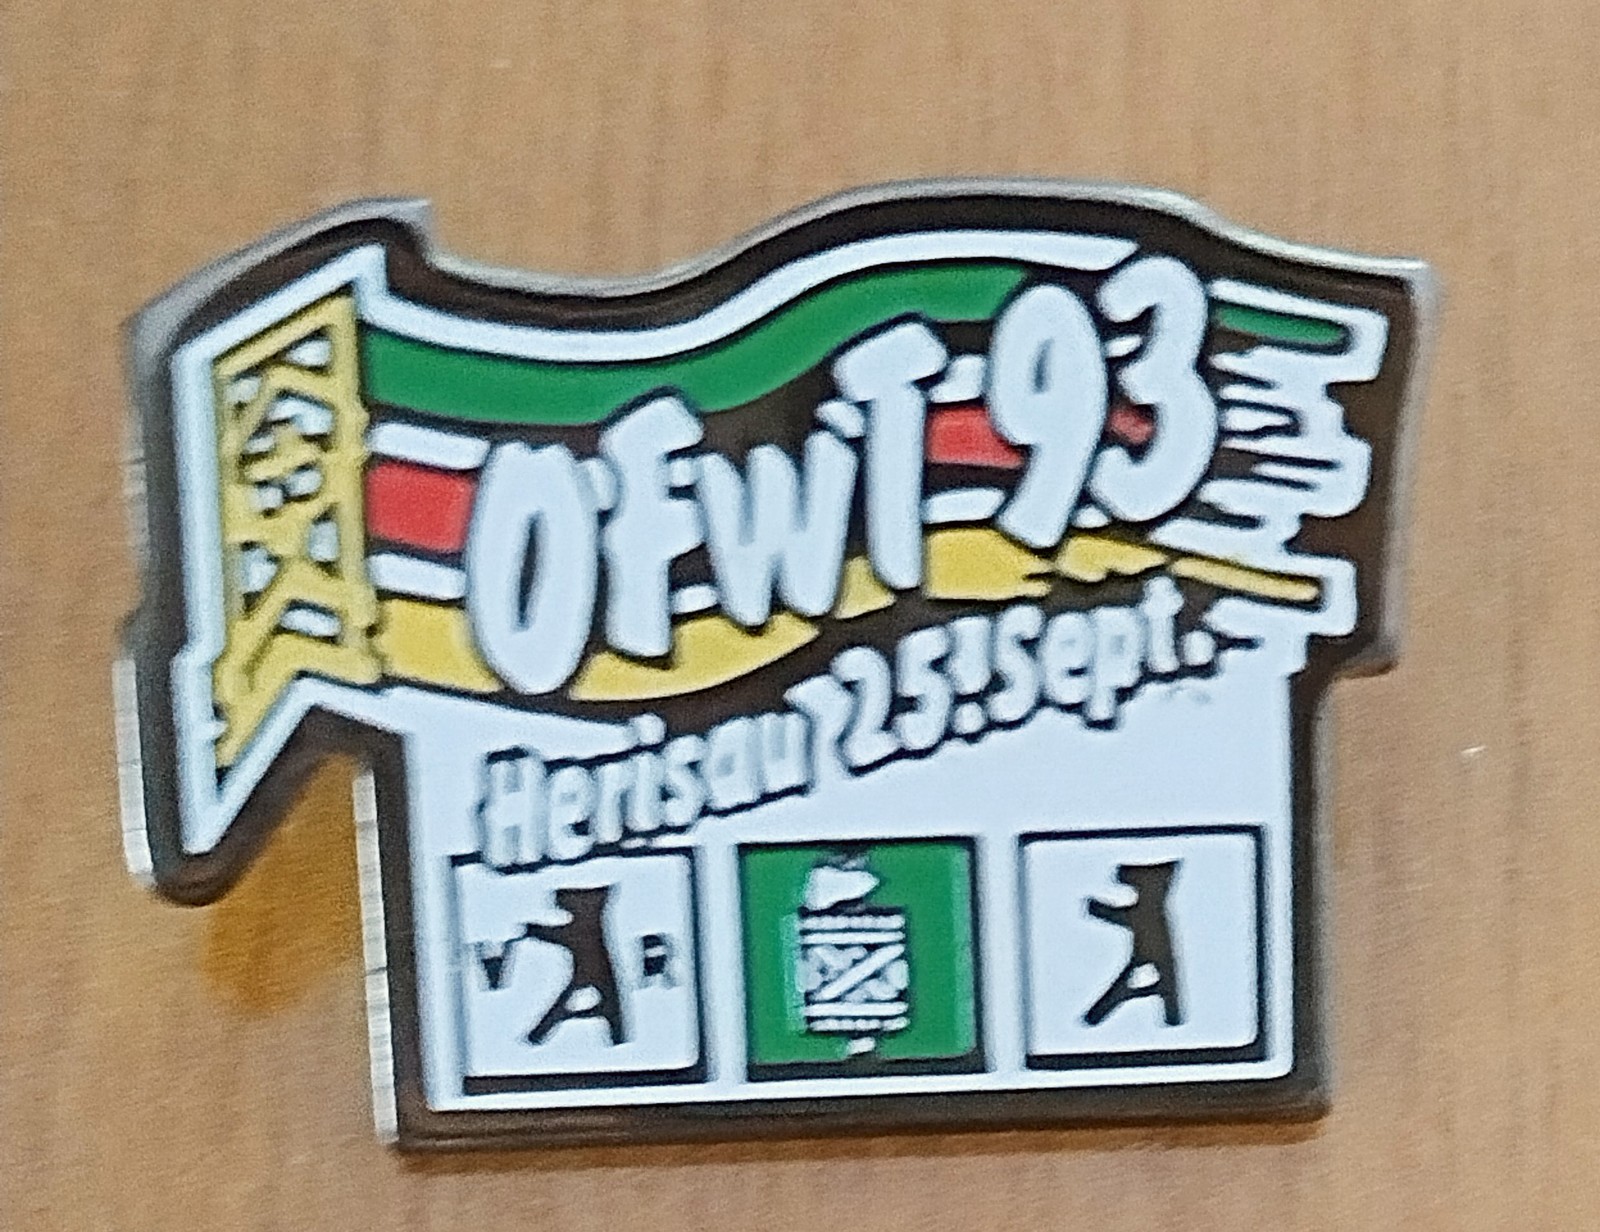 OFWT-93
Herisau 25. Sept.
V R